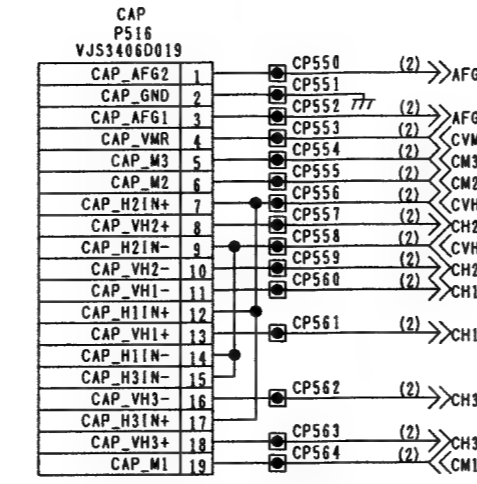 CAP
P516
VJS3406D019
CAP_AFG2 1 CP550 (2) AFG
CAP_GND 2 CP551
CAP_AFG1 3 CP552 (2) AFG
CAP_VMR 4 CP553 (2) CVM
CAP_M3 5 CP554 (2) CM3
CAP_M2 6 CP555 (2) CM2
CAP_H2IN+ 7 CP556 (2) CVH
CAP_VH2+ 8 CP557 (2) CH2
CAP_H2IN- 9 CP558 (2) CVH
CAP_VH2- 10 CP559 (2) CH2
CAP_VH1- 11 CP560 (2) CH1
CAP_H1IN+ 12
CAP_VH1+ 13 CP561 (2) CH1
CAP_H1IN- 14
CAP_H3IN- 15
CAP_VH3- 16 CP562 (2) CH3
CAP_H3IN+ 17
CAP_VH3+ 18 CP563 (2) CH3
CAP_M1 19 CP564 (2) CM1